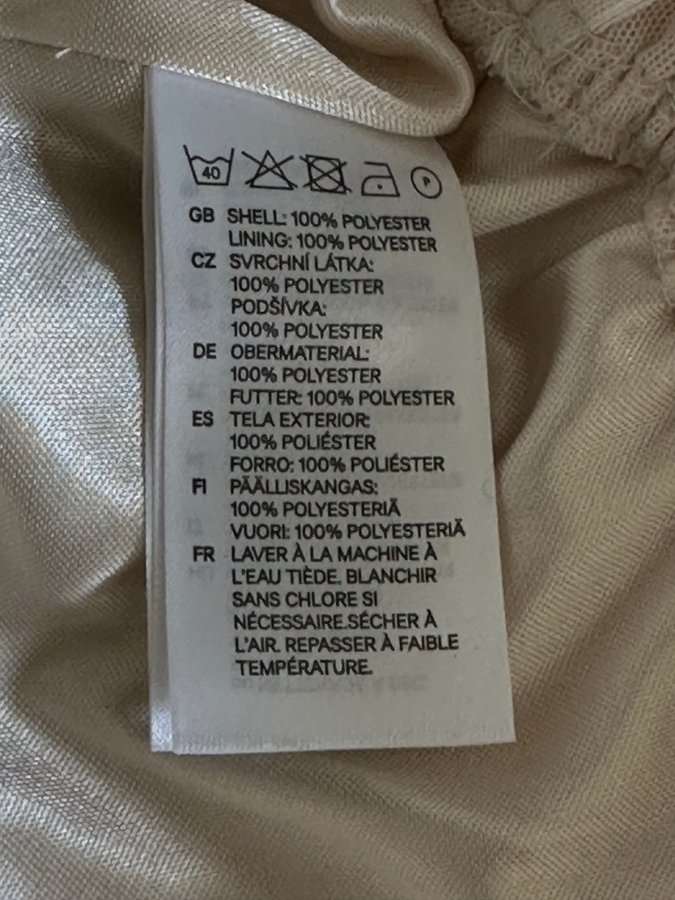 40
P
GB SHELL: 100% POLYESTER
LINING: 100% POLYESTER
CZ SVRCHNÍ LÁTKA:
100% POLYESTER
PODŠÍVKA:
100% POLYESTER
DE OBERMATERIAL:
100% POLYESTER
FUTTER: 100% POLYESTER
ES TELA EXTERIOR:
100% POLIÉSTER
FORRO: 100% POLIÉSTER
FI PÄÄLLISKANGAS:
100% POLYESTERIÄ
VUORI: 100% POLYESTERIÄ
FR LAVER À LA MACHINE À
L'EAU TIÈDE. BLANCHIR
SANS CHLORE SI
NÉCESSAIRE.SÉCHER À
L'AIR. REPASSER À FAIBLE
TEMPÉRATURE.